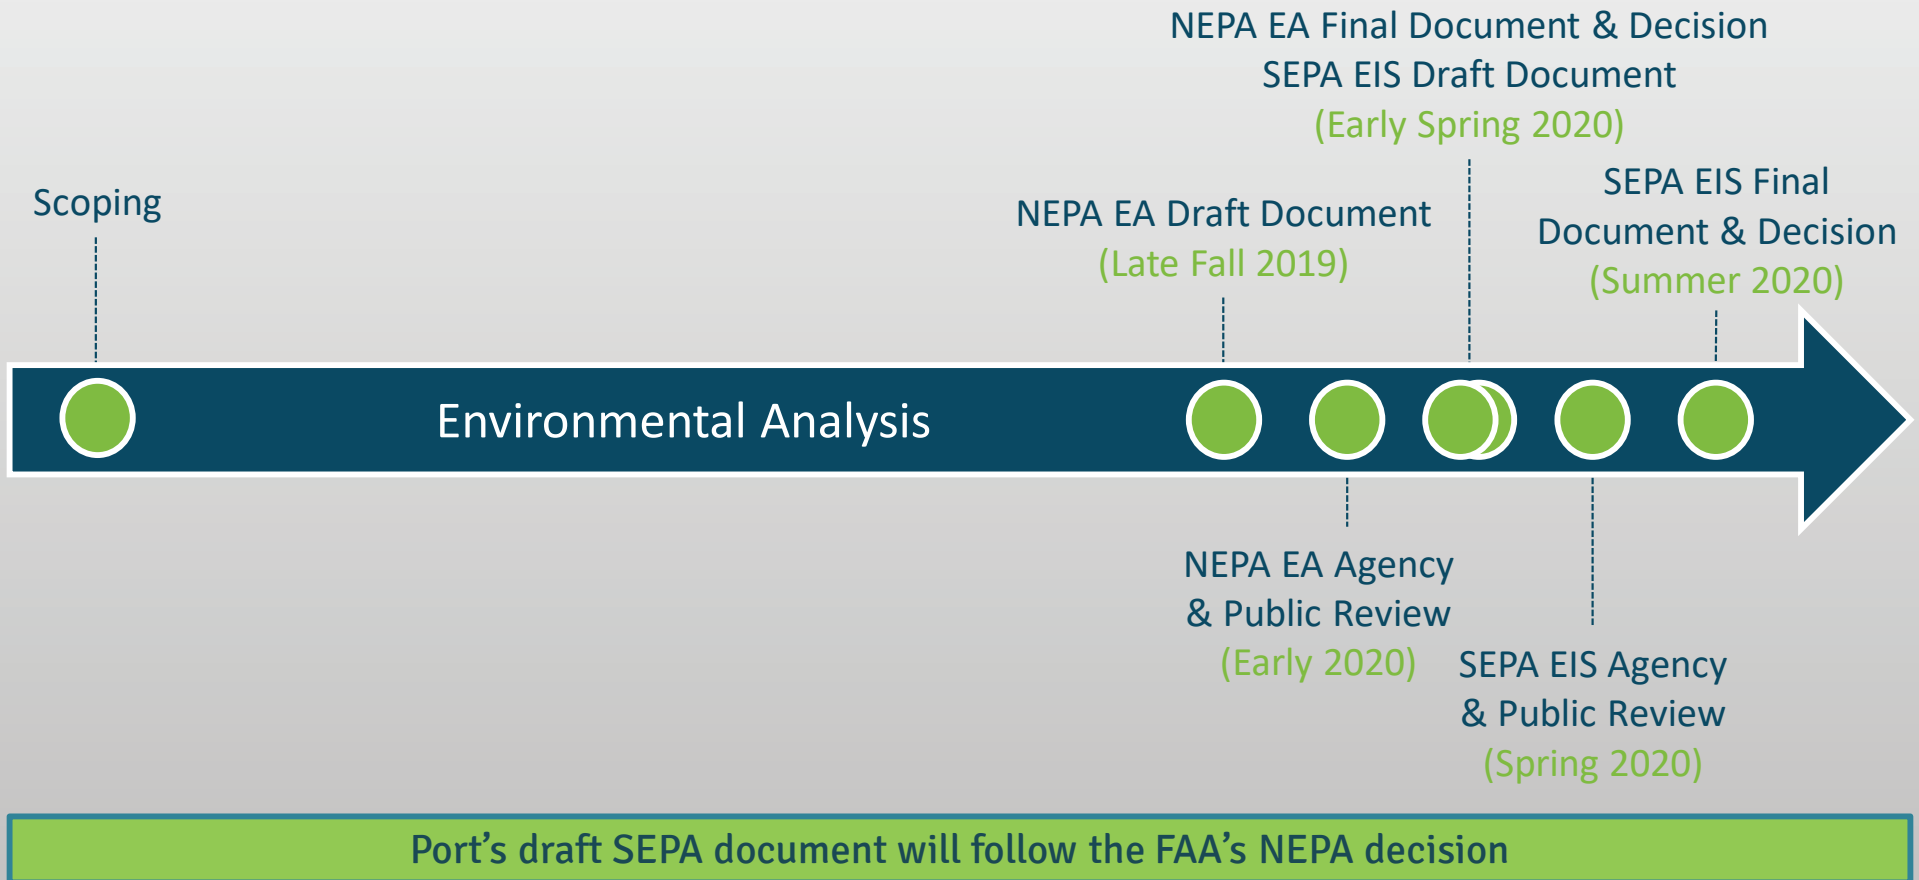 NEPA EA Final Document & Decision
SEPA EIS Draft Document
(Early Spring 2020)
Scoping
NEPA EA Draft Document
(Late Fall 2019)
SEPA EIS Final
Document & Decision
(Summer 2020)
Environmental Analysis
NEPA EA Agency
& Public Review
(Early 2020)
SEPA EIS Agency
& Public Review
(Spring 2020)
Port’s draft SEPA document will follow the FAA’s NEPA decision